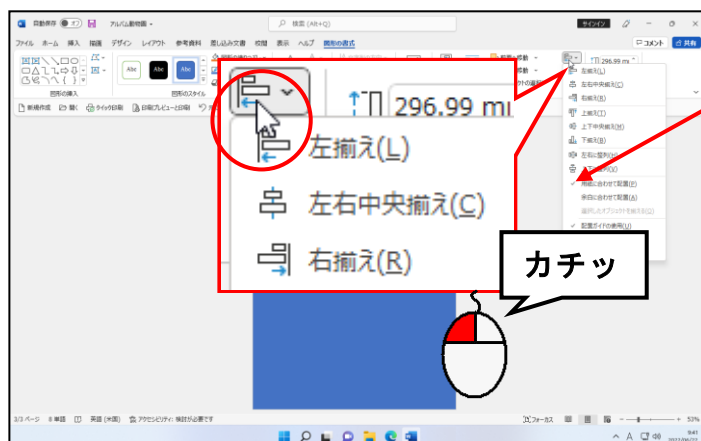 自動保存 オフ アルバム動物園 検索 (Alt+Q) サインイン
ファイル ホーム 挿入 描画 デザイン レイアウト 参考資料 差し込み文書 校閲 表示 ヘルプ 図形の書式 コメント 共有
296.99 mm
Abc Abc Abc
図形の挿入 図形のスタイル
新規作成 開く クイック印刷 印刷プレビューと印刷
296.99 mı
左揃え(L)
左右中央揃え(C)
右揃え(R)
左揃え(L)
左右中央揃え(C)
右揃え(R)
上揃え(T)
上下中央揃え(M)
下揃え(B)
左右に整列(H)
用紙に合わせて配置(P)
余白に合わせて配置(A)
選択したオブジェクトを揃える(O)
配置ガイドの使用(U)
カチッ
3/3 ページ 8 単語 英語 (米国) アクセシビリティ: 検討が必要です フォーカス 53%
A 9:41
2022/06/22